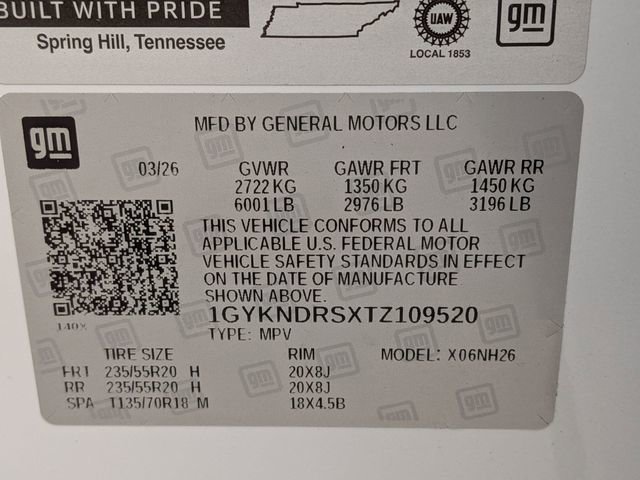 BUILT WITH PRIDE
Spring Hill, Tennessee
UAW
LOCAL 1853
gm
gm
MFD BY GENERAL MOTORS LLC
03/26 GVWR GAWR FRT GAWR RR
2722 KG 1350 KG 1450 KG
6001 LB 2976 LB 3196 LB
THIS VEHICLE CONFORMS TO ALL
APPLICABLE U.S. FEDERAL MOTOR
VEHICLE SAFETY STANDARDS IN EFFECT
ON THE DATE OF MANUFACTURE
SHOWN ABOVE.
140X
1GYKNDRSXTZ109520
TYPE: MPV
TIRE SIZE RIM MODEL: X06NH26
FRT 235/55R20 H 20X8J
RR 235/55R20 H 20X8J
SPA T135/70R18 M 18X4.5B